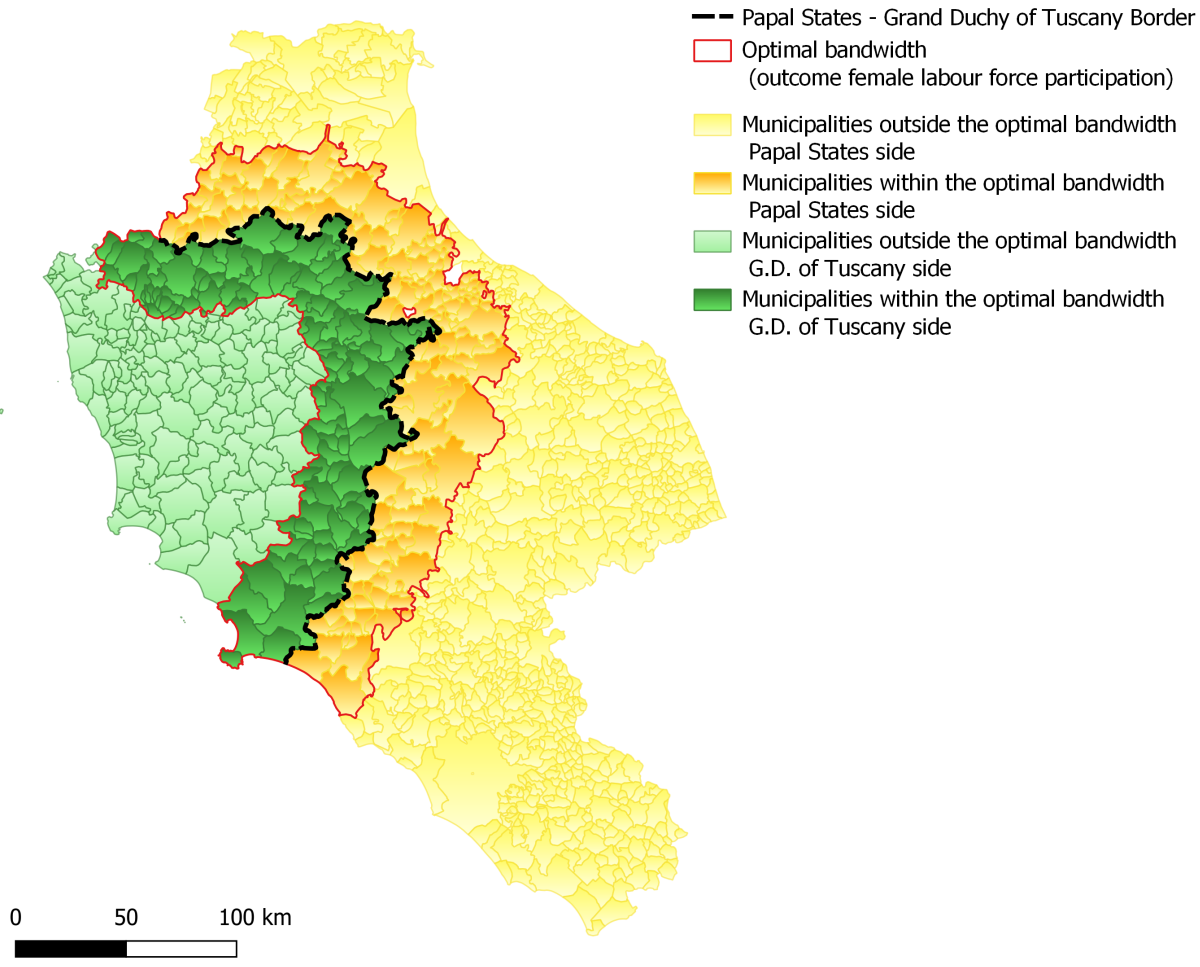 Papal States - Grand Duchy of Tuscany Border
Optimal bandwidth
(outcome female labour force participation)
Municipalities outside the optimal bandwidth
Papal States side
Municipalities within the optimal bandwidth
Papal States side
Municipalities outside the optimal bandwidth
G.D. of Tuscany side
Municipalities within the optimal bandwidth
G.D. of Tuscany side
0 50 100 km